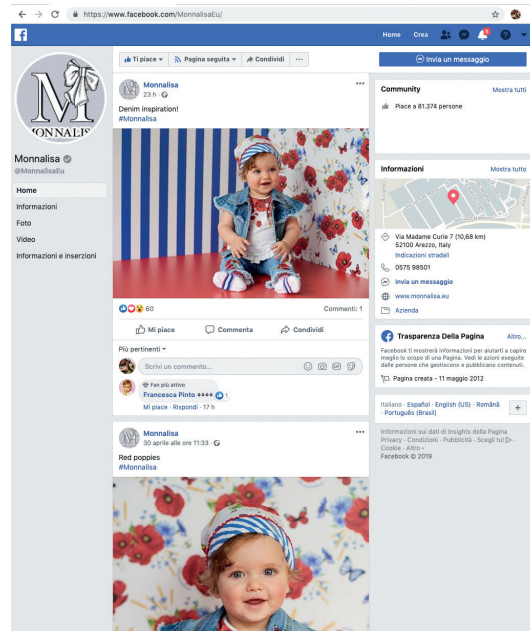 https://www.facebook.com/MonnalisaEu/
Home Crea
Ti piace
Pagina seguita
Condividi
Invia un messaggio
M
MONNALIS
Monnalisa
@MonnalisaEu
Home
Informazioni
Foto
Video
Informazioni e inserzioni
Monnalisa
23 h ·
Denim inspiration!
#Monnalisa
60
Commenti: 1
Mi piace
Commenta
Condividi
Più pertinenti
Scrivi un commento...
GIF
Fan più attivo
Francesca Pinto
1
Mi piace · Rispondi · 17 h
Monnalisa
30 aprile alle ore 11:33 ·
Red poppies
#Monnalisa
Community
Mostra tutti
Piace a 81.374 persone
Informazioni
Mostra tutto
Via Madame Curie 7 (10,68 km)
52100 Arezzo, Italy
Indicazioni stradali
0575 98501
Invia un messaggio
www.monnalisa.eu
Azienda
Trasparenza Della Pagina
Altro...
Facebook ti mostrerà informazioni per aiutarti a capire
meglio lo scopo di una Pagina. Vedi le azioni eseguite
dalle persone che gestiscono e pubblicano contenuti.
Pagina creata - 11 maggio 2012
Italiano · Español · English (US) · Română
· Português (Brasil)
Informazioni sui dati di Insights della Pagina
Privacy · Condizioni · Pubblicità · Scegli tu!
Cookie · Altro
Facebook © 2019